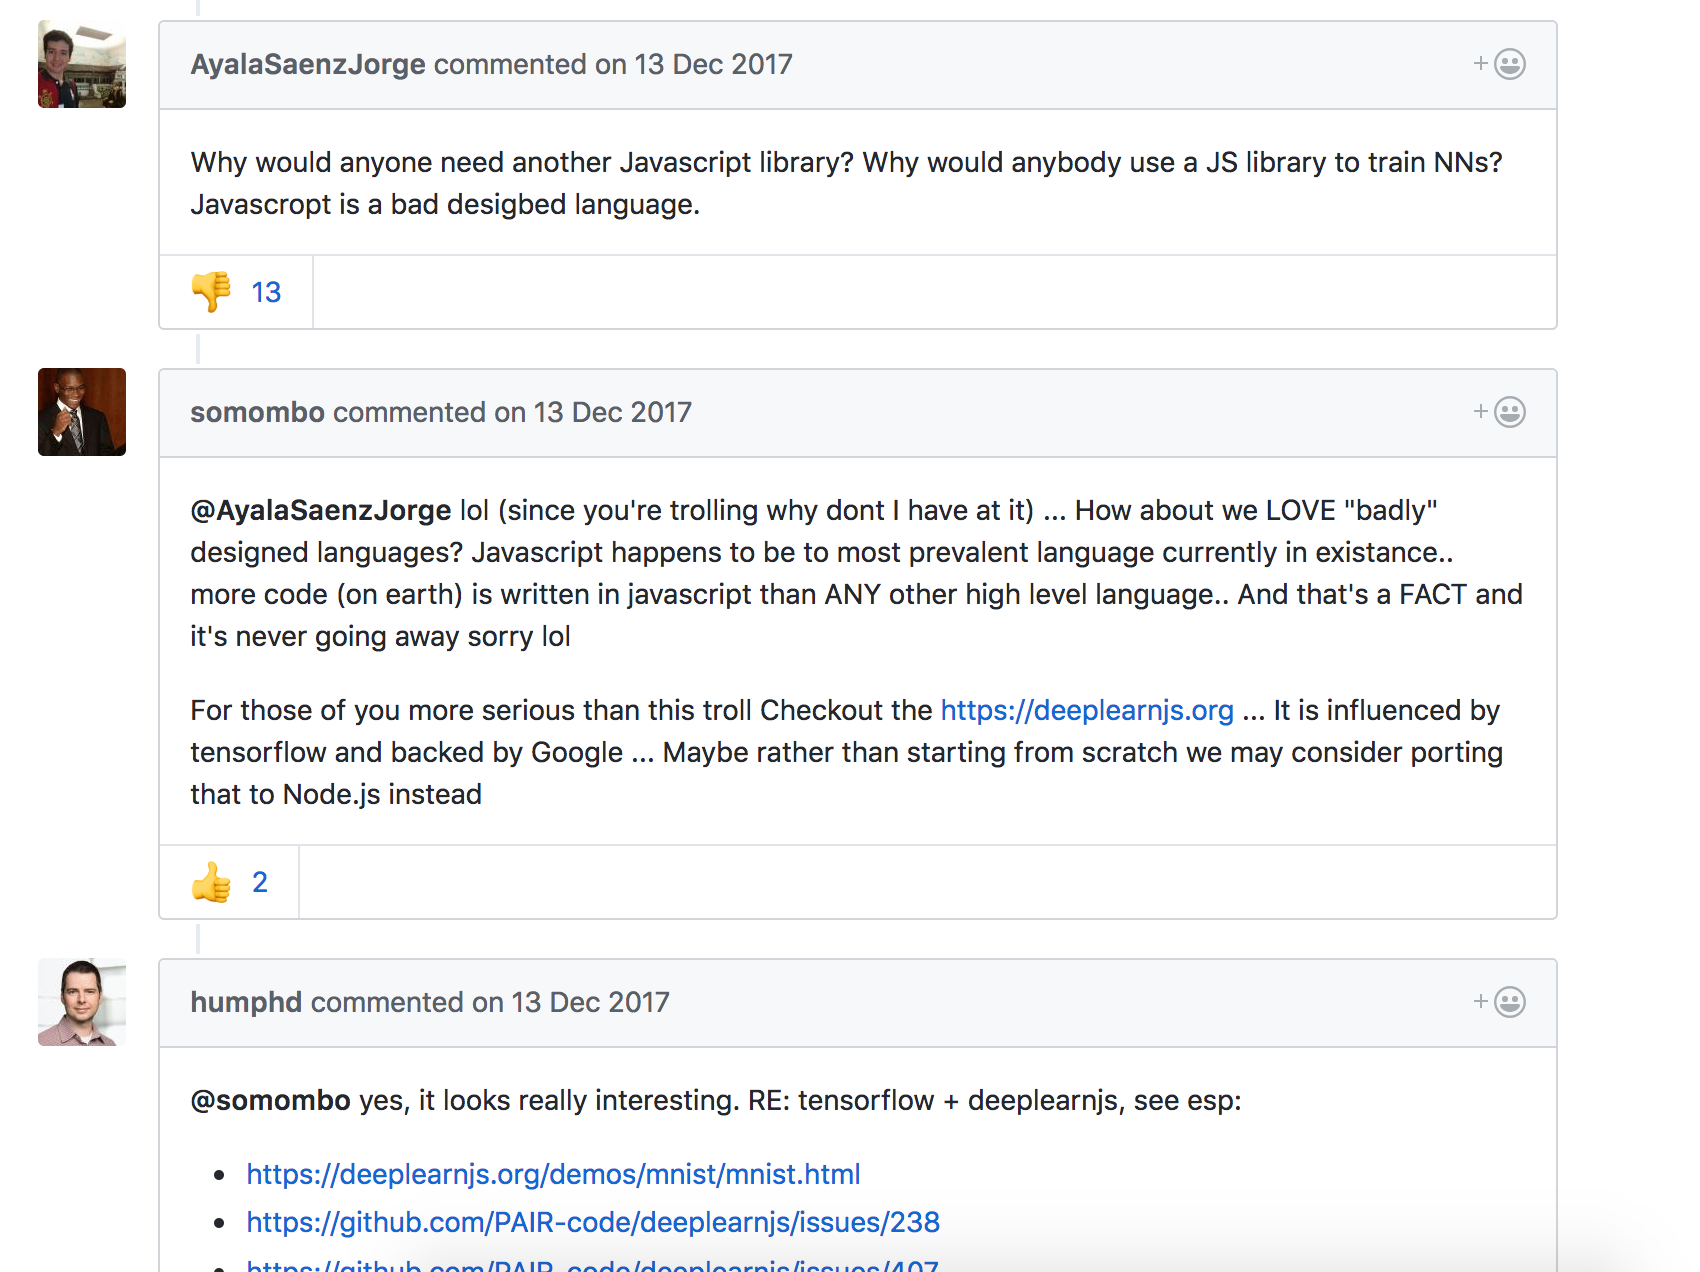 AyalaSaenzJorge commented on 13 Dec 2017
Why would anyone need another Javascript library? Why would anybody use a JS library to train NNs?
Javascropt is a bad desigbed language.
13
somombo commented on 13 Dec 2017
@AyalaSaenzJorge lol (since you're trolling why dont I have at it) ... How about we LOVE "badly"
designed languages? Javascript happens to be to most prevalent language currently in existance..
more code (on earth) is written in javascript than ANY other high level language.. And that's a FACT and
it's never going away sorry lol
For those of you more serious than this troll Checkout the https://deeplearnjs.org ... It is influenced by
tensorflow and backed by Google ... Maybe rather than starting from scratch we may consider porting
that to Node.js instead
2
humphd commented on 13 Dec 2017
@somombo yes, it looks really interesting. RE: tensorflow + deeplearnjs, see esp:
• https://deeplearnjs.org/demos/mnist/mnist.html
• https://github.com/PAIR-code/deeplearnjs/issues/238
• https://github.com/PAIR-code/deeplearnjs/issues/407